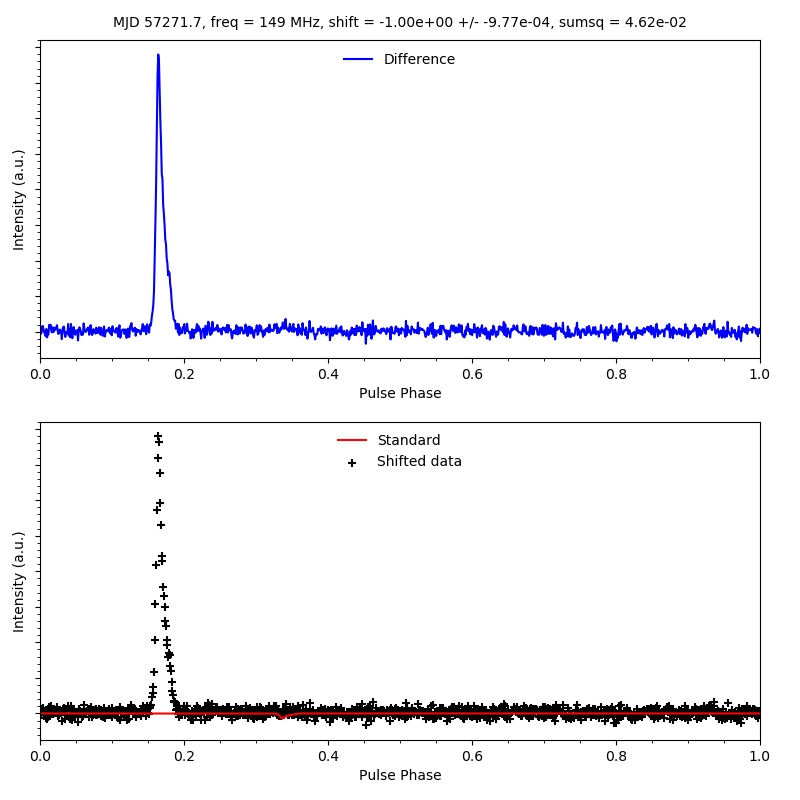 MJD 57271.7, freq = 149 MHz, shift = -1.00e+00 +/- -9.77e-04, sumsq = 4.62e-02
Difference
Intensity (a.u.)
0.0 0.2 0.4 0.6 0.8 1.0
Pulse Phase
Standard
Shifted data
Intensity (a.u.)
0.0 0.2 0.4 0.6 0.8 1.0
Pulse Phase